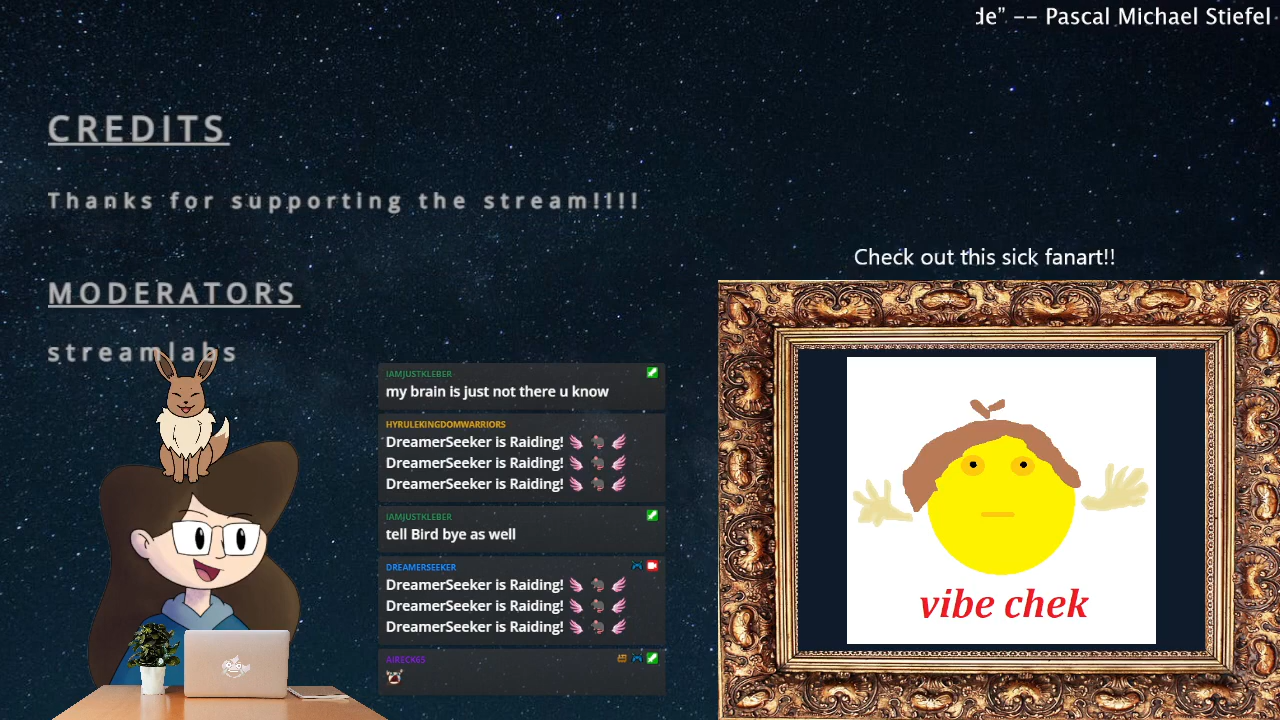 de" -- Pascal Michael Stiefel
CREDITS
Thanks for supporting the stream!!!!
MODERATORS
streamlabs
Check out this sick fanart!!
IAMJUSTKLEBER
my brain is just not there u know
HYRULEKINGDOMWARRIORS
DreamerSeeker is Raiding!
DreamerSeeker is Raiding!
DreamerSeeker is Raiding!
IAMJUSTKLEBER
tell BIrd bye as well
DREAMERSEEKER
DreamerSeeker is Raiding!
DreamerSeeker is Raiding!
DreamerSeeker is Raiding!
AIRECK65
vibe chek